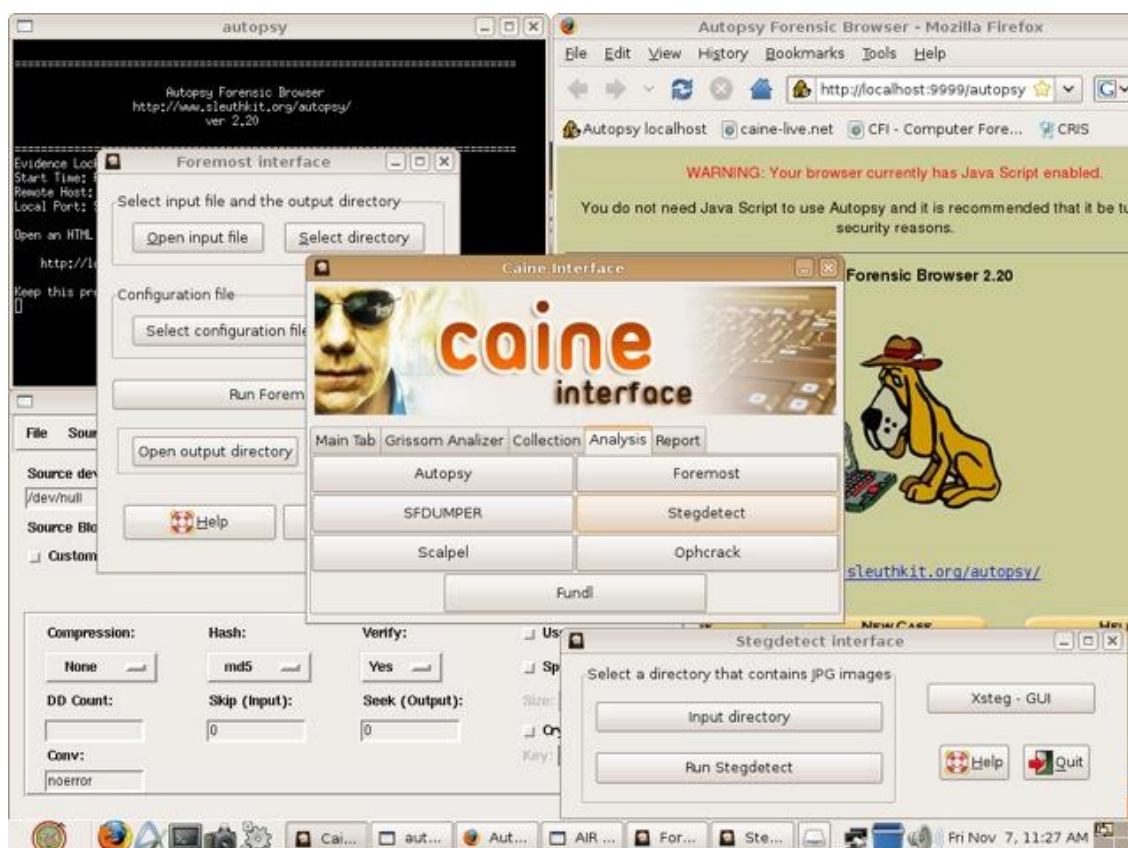 autopsy
Autopsy Forensic Browser
http://www.sleuthkit.org/autopsy/
ver 2.20
Evidence Loc
Start Time:
Remote Host:
Local Port:
Open an HTML
Keep this pr
Autopsy Forensic Browser - Mozilla Firefox
File Edit View History Bookmarks Tools Help
http://localhost:9999/autopsy
Autopsy localhost caine-live.net CFI - Computer Fore... CRIS
WARNING: Your browser currently has Java Script enabled.
You do not need Java Script to use Autopsy and it is recommended that it be tu
security reasons.
Forensic Browser 2.20
sleuthkit.org/autopsy/
NEW CASE
Foremost interface
Select input file and the output directory
Open input file Select directory
Configuration file
Select configuration file
Run Forem
Open output directory
Help
Caine Interface
caine
interface
Main Tab Grissom Analizer Collection Analysis Report
Autopsy Foremost
SFDUMPER Stegdetect
Scalpel Ophcrack
Fundl
File Sour
Source dev
/dev/null
Source Blo
Custom
Compression: Hash: Verify:
None md5 Yes
DD Count: Skip (Input): Seek (Output): Size:
0 0
Conv: Key:
noerror
Stegdetect interface
Select a directory that contains JPG images
Input directory
Run Stegdetect
Xsteg - GUI
Help Quit
Cai... aut... Aut... AIR ... For... Ste... Fri Nov 7, 11:27 AM